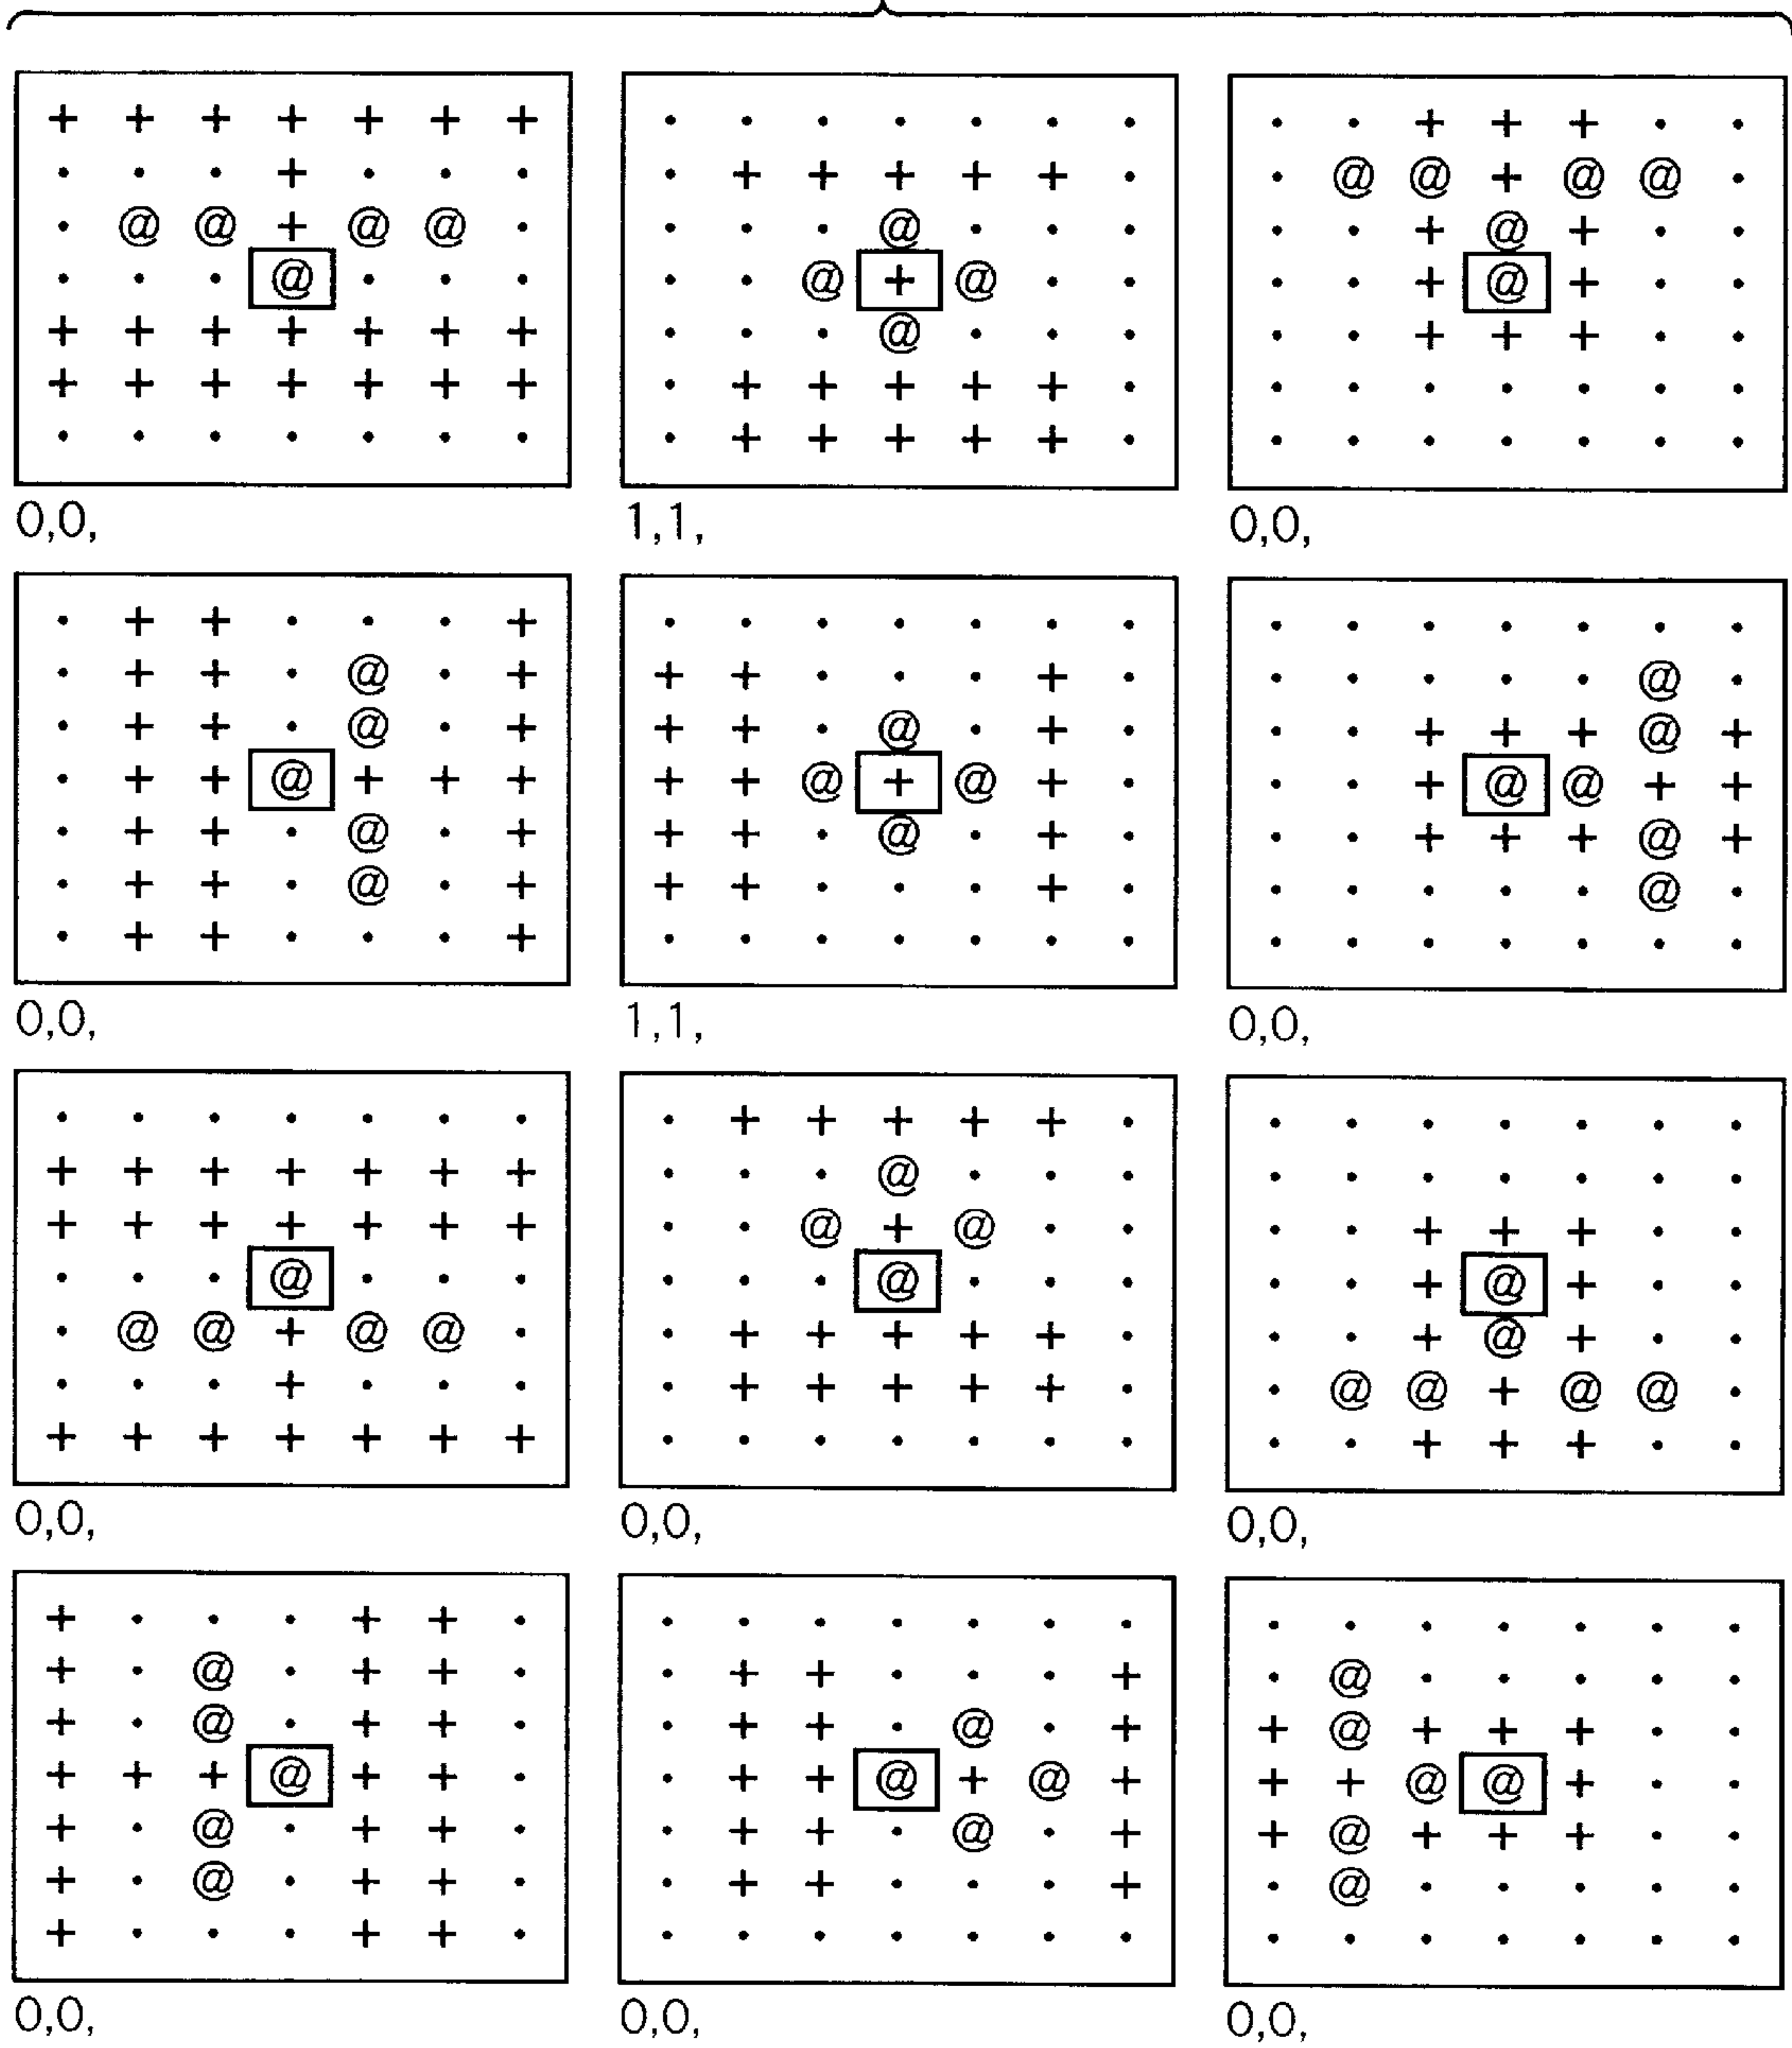 + + + + + + +
. . . + . . .
. @ @ + @ @ .
. . . @ . . .
+ + + + + + +
+ + + + + + +
. . . . . . .
0,0,
. . . . . . .
. + + + + + .
. . . @ . . .
. . @ + @ . .
. . . @ . . .
. + + + + + .
. + + + + + .
1,1,
. . + + + . .
. @ @ + @ @ .
. . + @ + . .
. . + @ + . .
. . + + + . .
. . . . . . .
. . . . . . .
0,0,
. + + . . . +
. + + . @ . +
. + + . @ . +
. + + @ + + +
. + + . @ . +
. + + . @ . +
. + + . . . +
0,0,
. . . . . . .
+ + . . . + .
+ + . @ . + .
+ + @ + @ + .
+ + . @ . + .
+ + . . . + .
. . . . . . .
1,1,
. . . . . . .
. . . . . @ .
. . + + + @ +
. . + @ @ + +
. . + + + @ +
. . . . . @ .
. . . . . . .
0,0,
. . . . . . .
+ + + + + + +
+ + + + + + +
. . . @ . . .
. @ @ + @ @ .
. . . + . . .
+ + + + + + +
0,0,
. + + + + + .
. . . @ . . .
. . @ + @ . .
. . . @ . . .
. + + + + + .
. + + + + + .
. . . . . . .
0,0,
. . . . . . .
. . . . . . .
. . + + + . .
. . + @ + . .
. . + @ + . .
. @ @ + @ @ .
. . + + + . .
0,0,
+ . . . + + .
+ . @ . + + .
+ . @ . + + .
+ + + @ + + .
+ . @ . + + .
+ . @ . + + .
+ . . . + + .
0,0,
. . . . . . .
. + + . . . +
. + + . @ . +
. + + @ + @ +
. + + . @ . +
. + + . . . +
. . . . . . .
0,0,
. . . . . . .
. @ . . . . .
+ @ + + + . .
+ + @ @ + . .
+ @ + + + . .
. @ . . . . .
. . . . . . .
0,0,